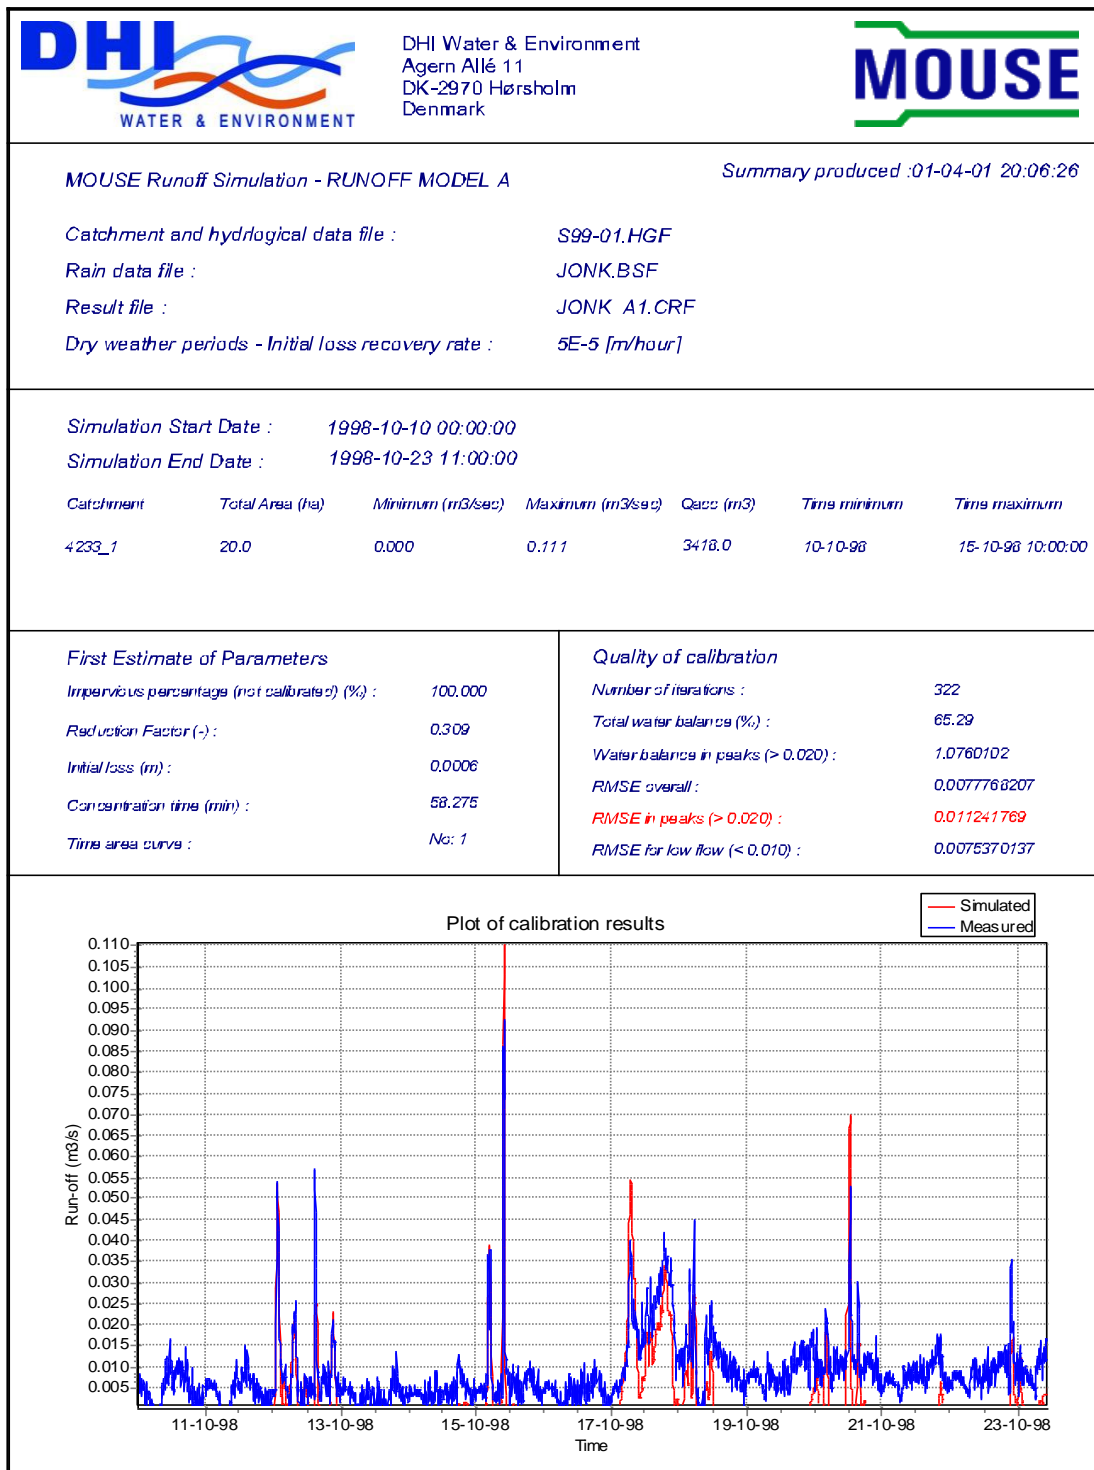 DHI
WATER & ENVIRONMENT
DHI Water & Environment
Agern Allé 11
DK-2970 Hørsholm
Denmark
MOUSE
MOUSE Runoff Simulation - RUNOFF MODEL A
Summary produced :01-04-01 20:06:26
Catchment and hydrlogical data file : S99-01.HGF
Rain data file : JONK.BSF
Result file : JONK A1.CRF
Dry weather periods - Initial loss recovery rate : 5E-5 [m/hour]
Simulation Start Date : 1998-10-10 00:00:00
Simulation End Date : 1998-10-23 11:00:00
Catchment Total Area (ha) Minimum (m3/sec) Maximum (m3/sec) Qacc (m3) Time minimum Time maximum
4233_1 20.0 0.000 0.111 3418.0 10-10-98 15-10-98 10:00:00
First Estimate of Parameters
Impervious percentage (not calibrated) (%) : 100.000
Reduction Factor (-) : 0.309
Initial loss (m) : 0.0006
Concentration time (min) : 58.275
Time area curve : No: 1
Quality of calibration
Number of iterations : 322
Total water balance (%) : 65.29
Water balance in peaks (> 0.020) : 1.0760102
RMSE overall : 0.0077768207
RMSE in peaks (> 0.020) : 0.011241769
RMSE for low flow (< 0.010) : 0.0075370137
Plot of calibration results
Simulated
Measured
0.110
0.105
0.100
0.095
0.090
0.085
0.080
0.075
0.070
0.065
0.060
0.055
0.050
0.045
0.040
0.035
0.030
0.025
0.020
0.015
0.010
0.005
Run-off (m3/s)
11-10-98 13-10-98 15-10-98 17-10-98 19-10-98 21-10-98 23-10-98
Time